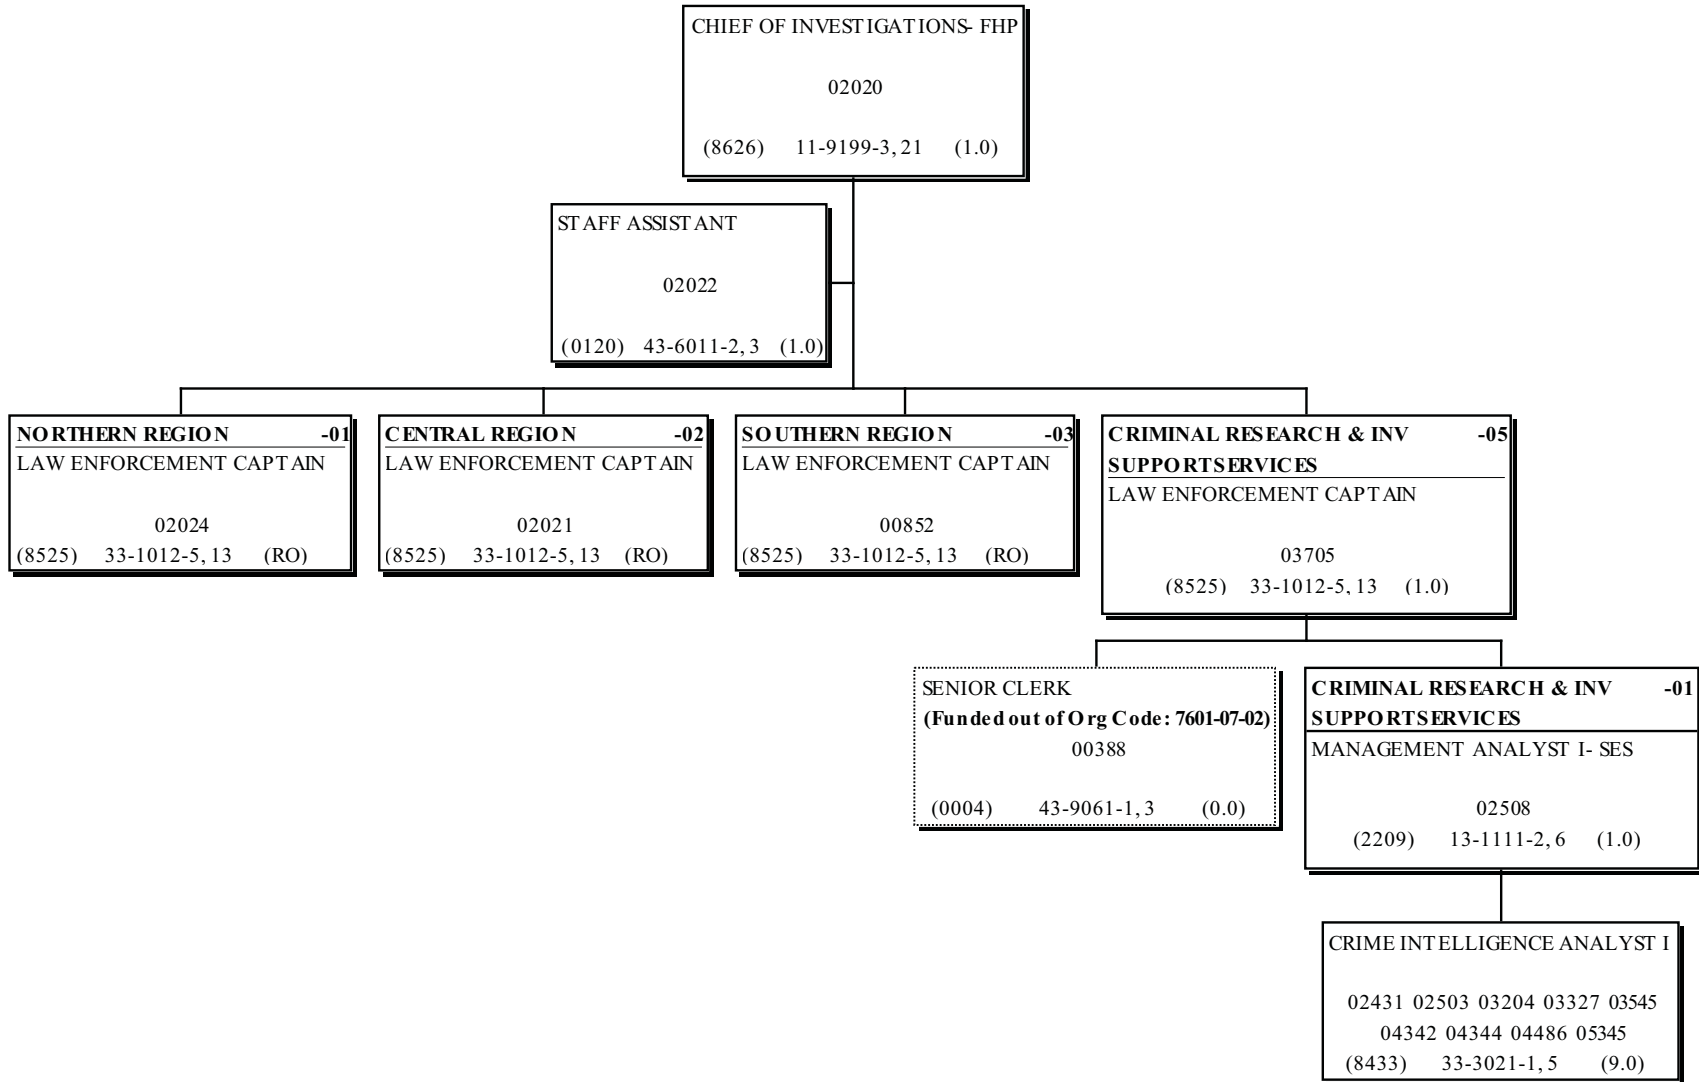 CHIEF OF INVESTIGATIONS- FHP
02020
(8626) 11-9199-3, 21 (1.0)
STAFF ASSISTANT
02022
(0120) 43-6011-2, 3 (1.0)
NORTHERN REGION -01
LAW ENFORCEMENT CAPTAIN
02024
(8525) 33-1012-5, 13 (RO)
CENTRAL REGION -02
LAW ENFORCEMENT CAPTAIN
02021
(8525) 33-1012-5, 13 (RO)
SOUTHERN REGION -03
LAW ENFORCEMENT CAPTAIN
00852
(8525) 33-1012-5, 13 (RO)
CRIMINAL RESEARCH & INV -05
SUPPORT SERVICES
LAW ENFORCEMENT CAPTAIN
03705
(8525) 33-1012-5, 13 (1.0)
SENIOR CLERK
(Funded out of Org Code: 7601-07-02)
00388
(0004) 43-9061-1, 3 (0.0)
CRIMINAL RESEARCH & INV -01
SUPPORT SERVICES
MANAGEMENT ANALYST I- SES
02508
(2209) 13-1111-2, 6 (1.0)
CRIME INTELLIGENCE ANALYST I
02431 02503 03204 03327 03545
04342 04344 04486 05345
(8433) 33-3021-1, 5 (9.0)